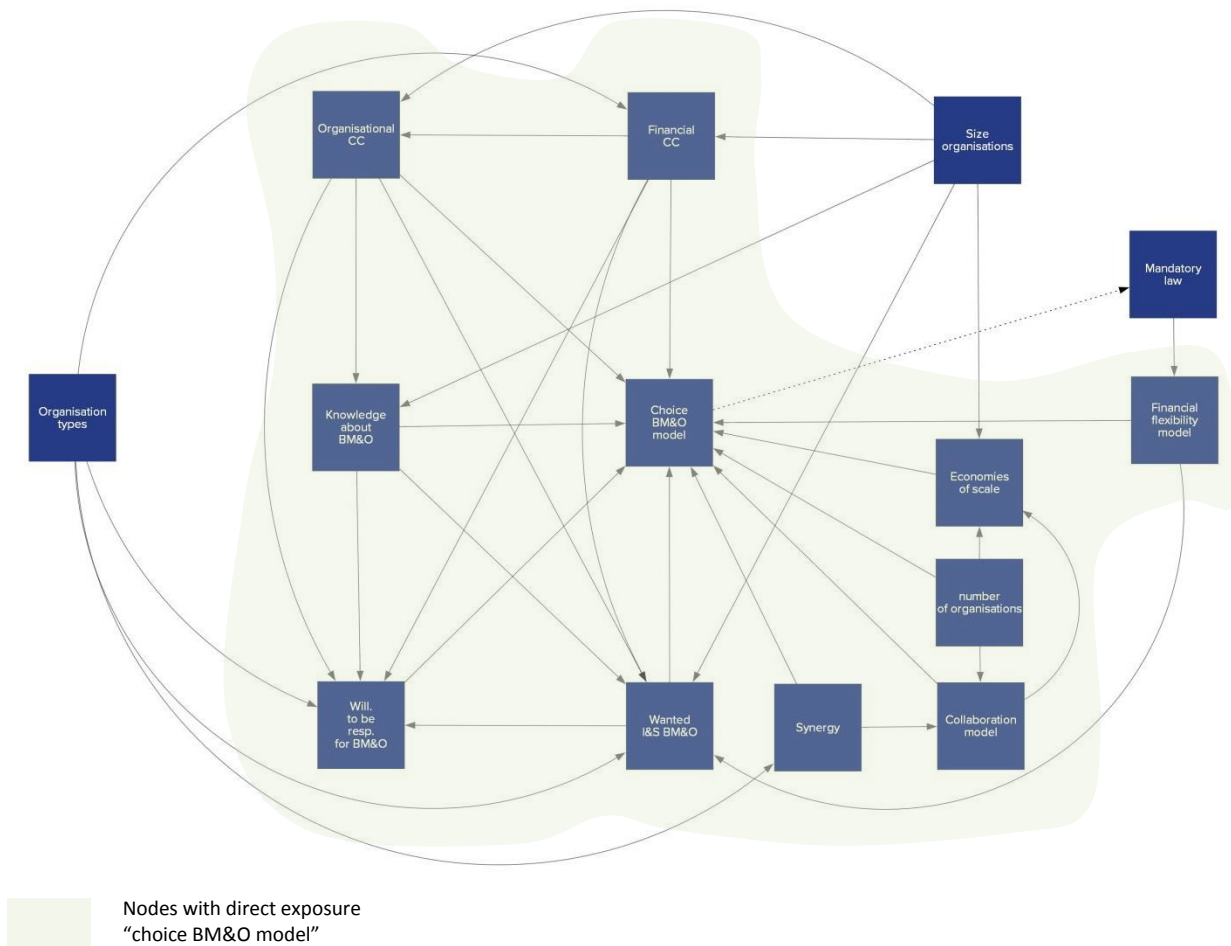 Organisational
CC
Financial
CC
Size
organisations
Mandatory
law
Organisation
types
Knowledge
about
BM&O
Choice
BM&O
model
Financial
flexibility
model
Economies
of scale
number
of organisations
Will.
to be
resp.
for BM&O
Wanted
I&S BM&O
Synergy
Collaboration
model
Nodes with direct exposure
“choice BM&O model”